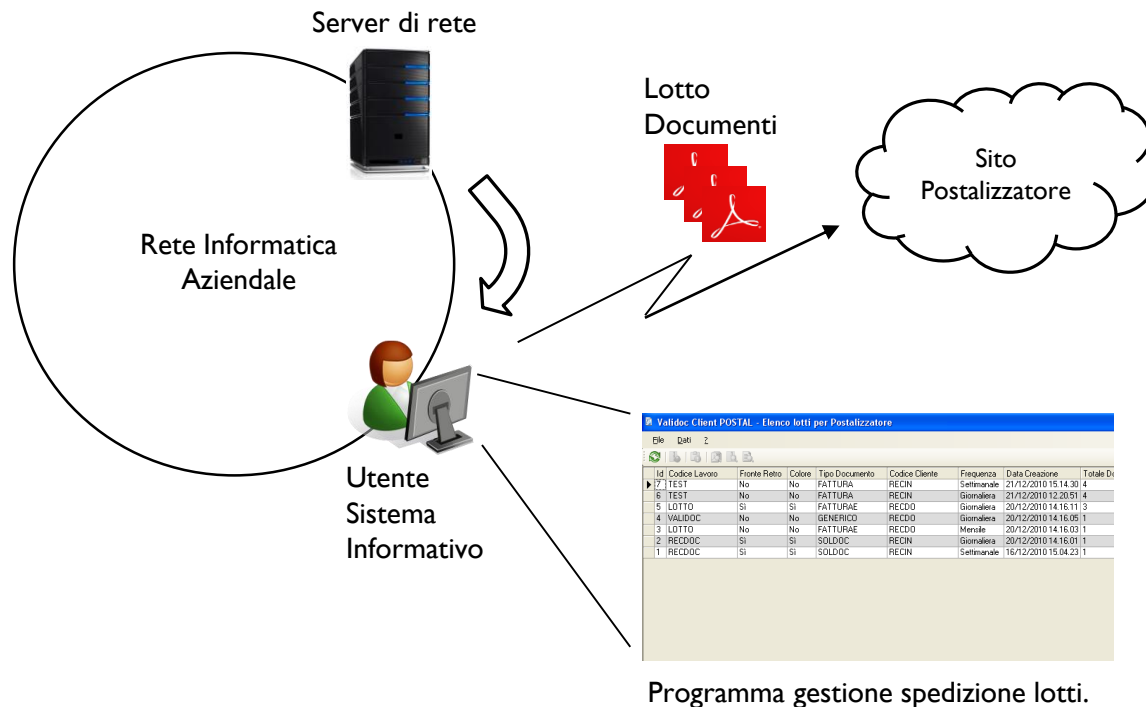 Server di rete
Lotto
Documenti
Sito
Postalizzatore
Rete Informatica
Aziendale
Utente
Sistema
Informativo
Validoc Client POSTAL - Elenco lotti per Postalizzatore
File Dati ?
Id Codice Lavoro Fronte Retro Colore Tipo Documento Codice Cliente Frequenza Data Creazione Totale Do
7 TEST No No FATTURA RECIN Settimanale 21/12/2010 15.14.30 4
6 TEST No No FATTURA RECIN Giornaliera 21/12/2010 12.20.51 4
5 LOTTO Sì Sì FATTURAE RECDO Giornaliera 20/12/2010 14.16.11 3
4 VALIDOC No No GENERICO RECDO Giornaliera 20/12/2010 14.16.05 1
3 LOTTO No No FATTURAE RECDO Mensile 20/12/2010 14.16.03 1
2 RECDOC Sì Sì SOLDOC RECIN Giornaliera 20/12/2010 14.16.01 1
1 RECDOC Sì Sì SOLDOC RECIN Settimanale 16/12/2010 15.04.23 1
Programma gestione spedizione lotti.